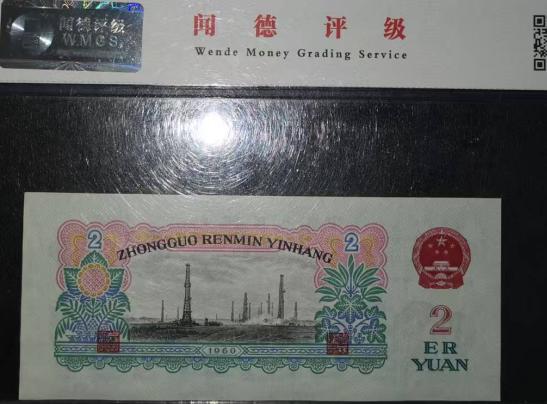 闻德评级
WMGS
闻德评级
Wende Money Grading Service
2
2
ZHONGGUO RENMIN YINHANG
1960
2
ER
YUAN